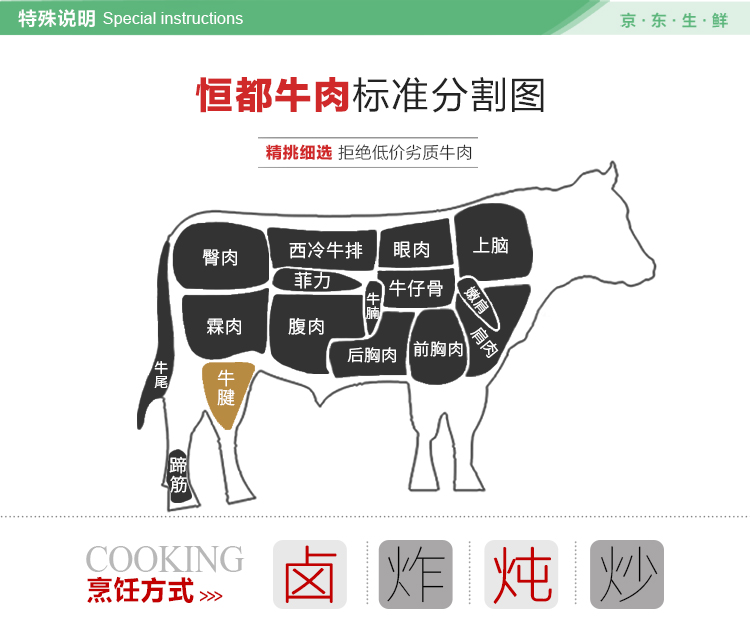 特殊说明 Special instructions
京·东·生·鲜
恒都牛肉标准分割图
精挑细选 拒绝低价劣质牛肉
臀肉
西冷牛排
眼肉
上脑
菲力
牛腩
牛仔骨
嫩肩
霖肉
腹肉
后胸肉
前胸肉
肩肉
牛尾
牛腱
蹄筋
COOKING
烹饪方式 >>>
卤 炸 炖 炒